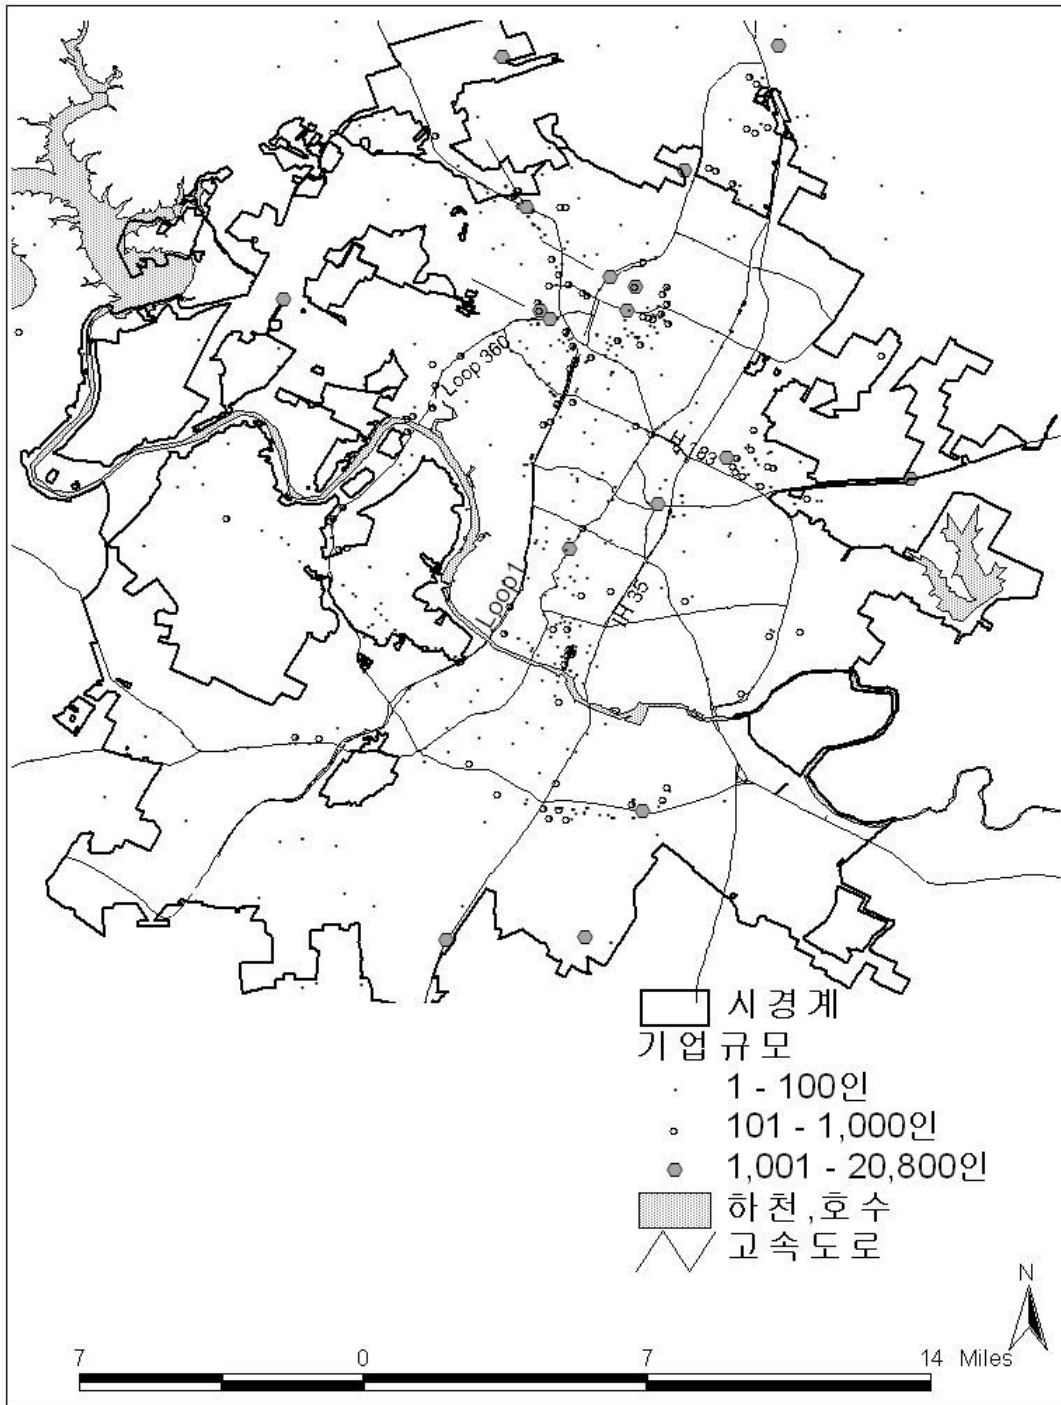 Loop 360
H 183
Loop1
IH 35
시경계
기업규모
1 - 100인
101 - 1,000인
1,001 - 20,800인
하천,호수
고속도로
N
7 0 7 14 Miles